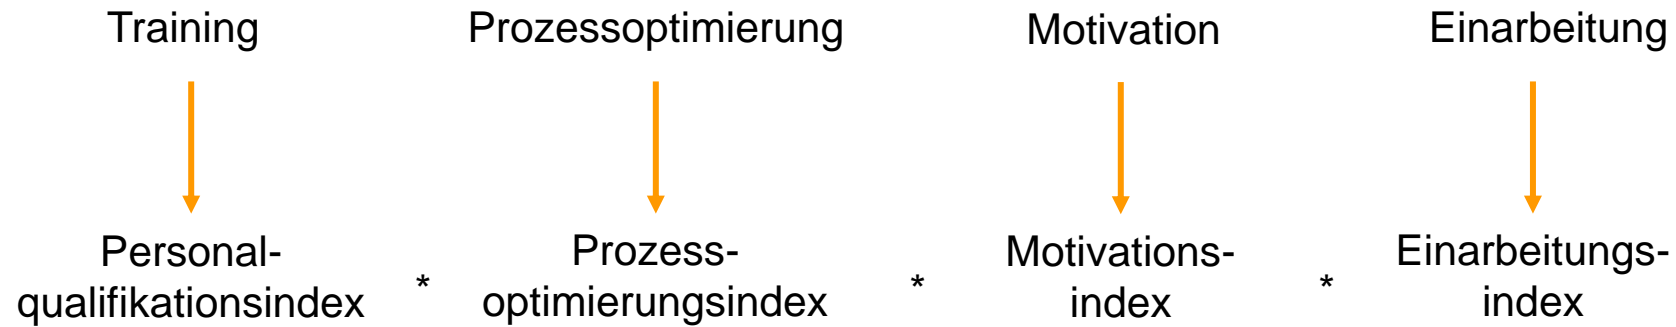 Training Prozessoptimierung Motivation Einarbeitung
Personal- Prozess- Motivations- Einarbeitungs-
qualifikationsindex * optimierungsindex * index * index